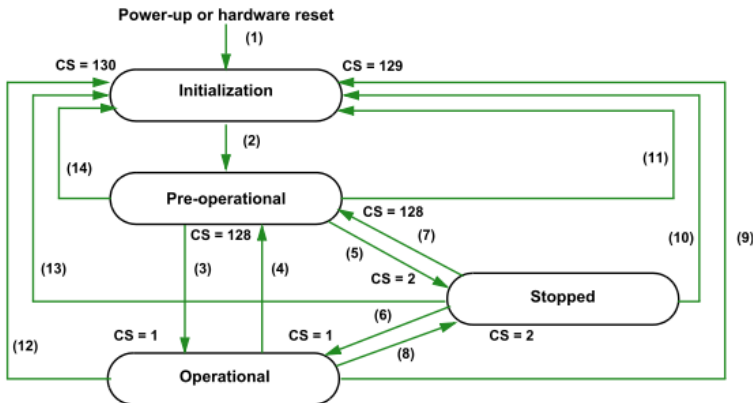 Power-up or hardware reset
(1)
CS = 130
CS = 129
Initialization
(2)
(14)
(11)
Pre-operational
CS = 128
CS = 128
(7)
(5)
(9)
(10)
(3)
(4)
(13)
CS = 2
Stopped
(6)
CS = 1
CS = 1
CS = 2
(12)
(8)
Operational